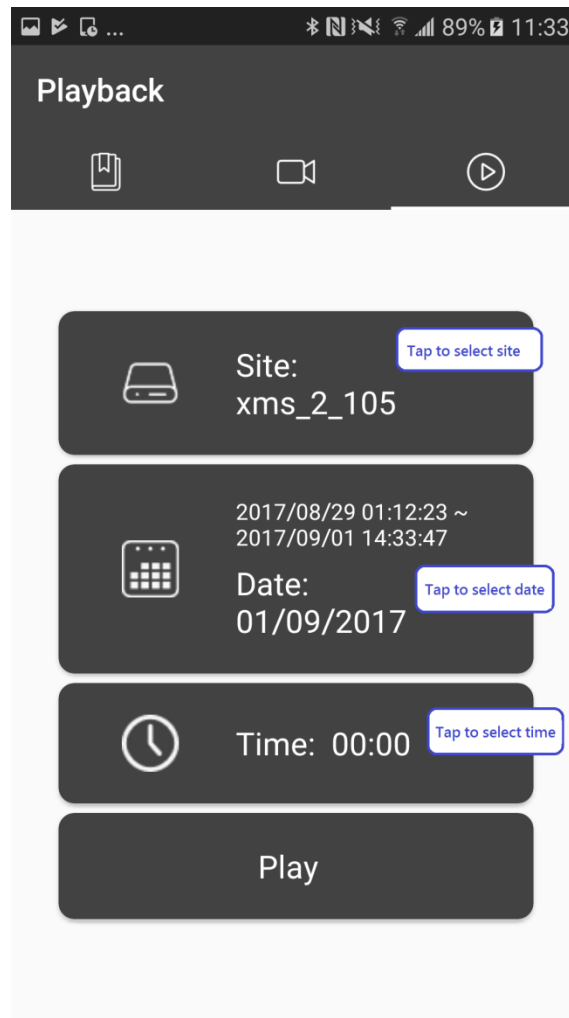 ... 89% 11:33
Playback
Site:
Tap to select site
xms_2_105
2017/08/29 01:12:23 ~
2017/09/01 14:33:47
Date:
Tap to select date
01/09/2017
Time: 00:00
Tap to select time
Play